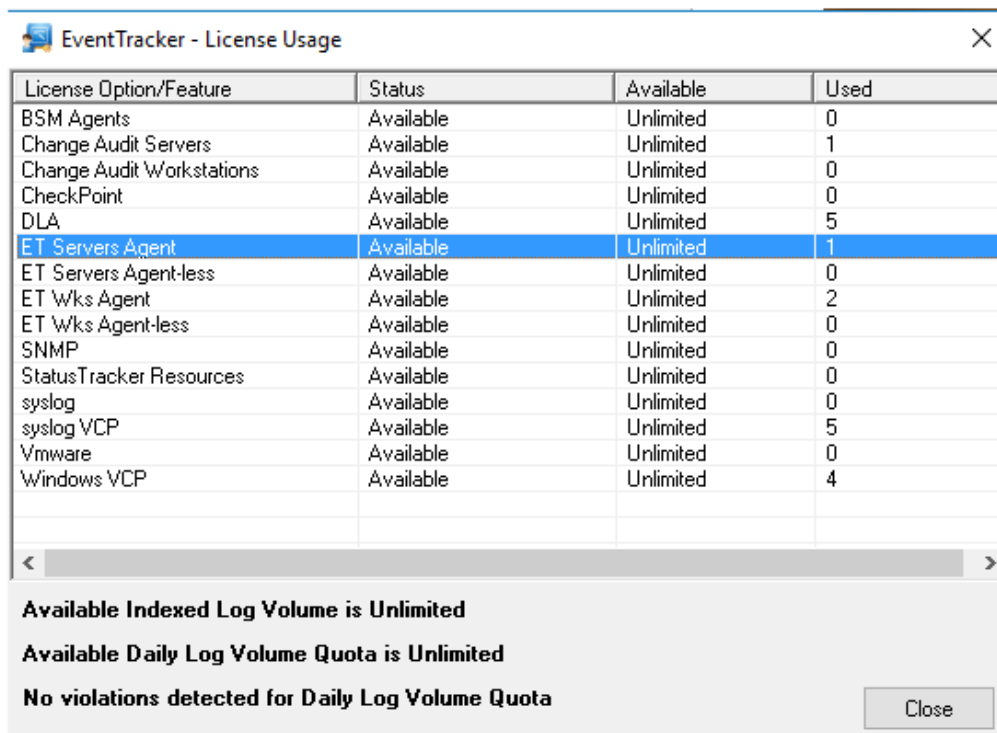 EventTracker - License Usage
License Option/Feature Status Available Used
BSM Agents Available Unlimited 0
Change Audit Servers Available Unlimited 1
Change Audit Workstations Available Unlimited 0
CheckPoint Available Unlimited 0
DLA Available Unlimited 5
ET Servers Agent Available Unlimited 1
ET Servers Agent-less Available Unlimited 0
ET Wks Agent Available Unlimited 2
ET Wks Agent-less Available Unlimited 0
SNMP Available Unlimited 0
StatusTracker Resources Available Unlimited 0
syslog Available Unlimited 0
syslog VCP Available Unlimited 5
Vmware Available Unlimited 0
Windows VCP Available Unlimited 4
Available Indexed Log Volume is Unlimited
Available Daily Log Volume Quota is Unlimited
No violations detected for Daily Log Volume Quota
Close